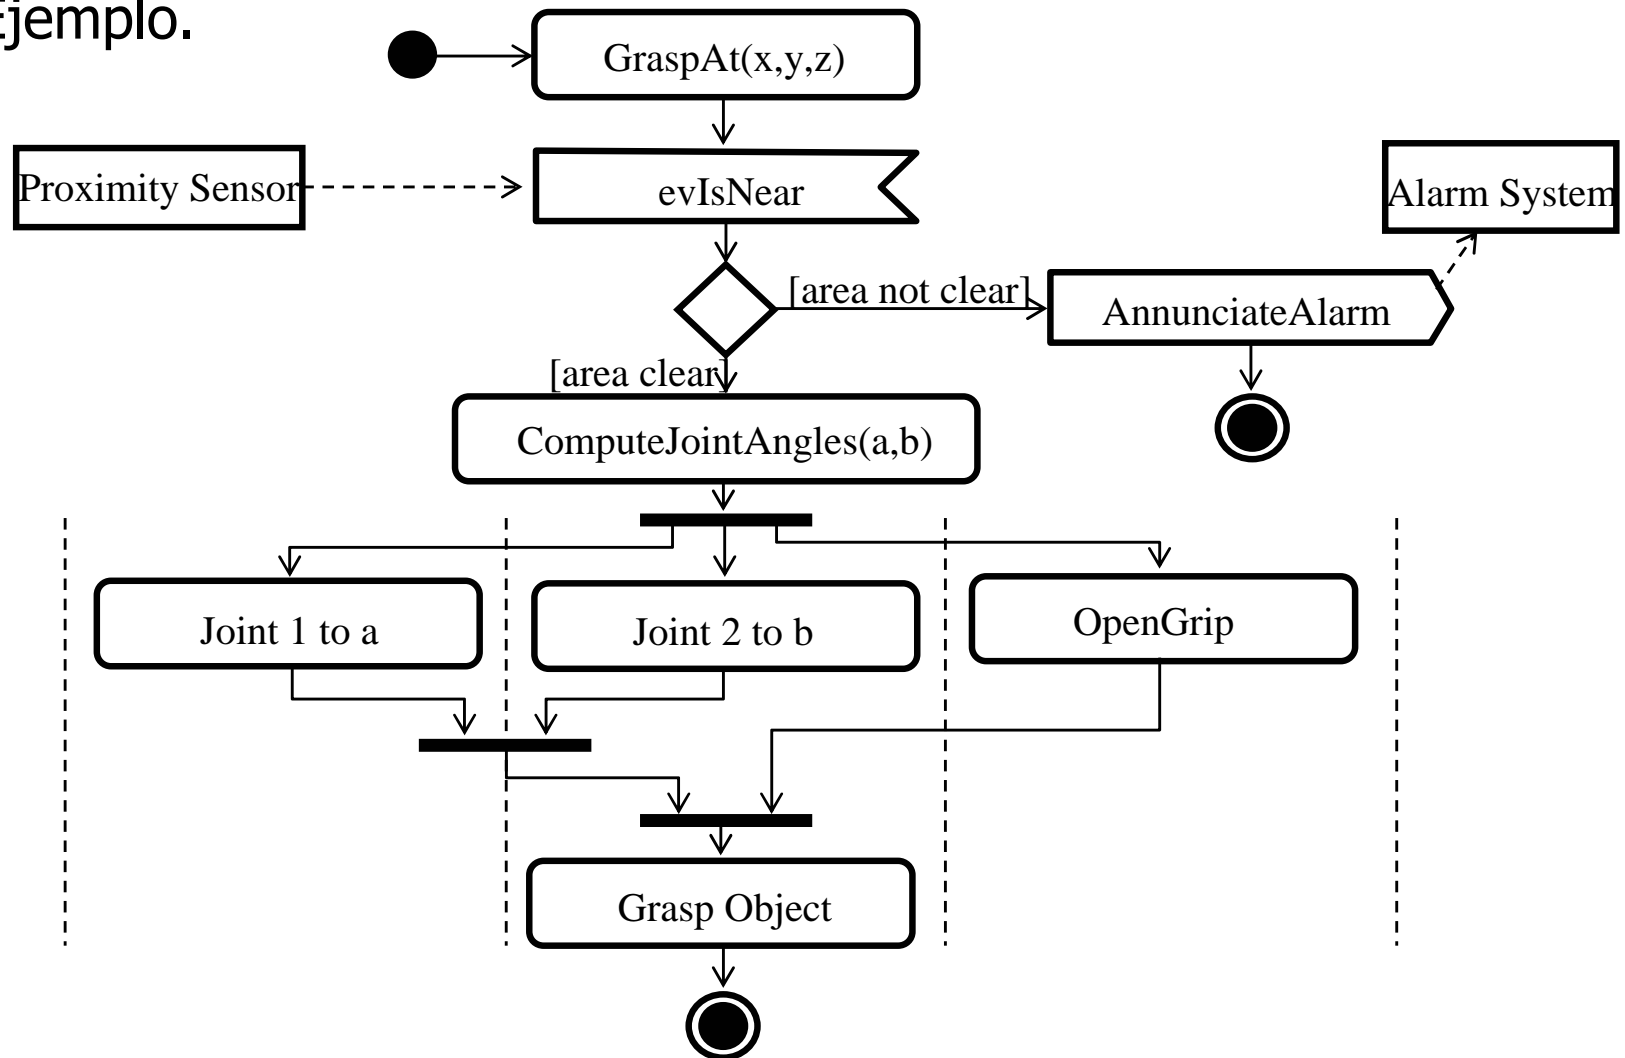 Ejemplo.
GraspAt(x,y,z)
Proximity Sensor
evIsNear
Alarm System
[area not clear]
AnnunciateAlarm
[area clear]
ComputeJointAngles(a,b)
Joint 1 to a
Joint 2 to b
OpenGrip
Grasp Object